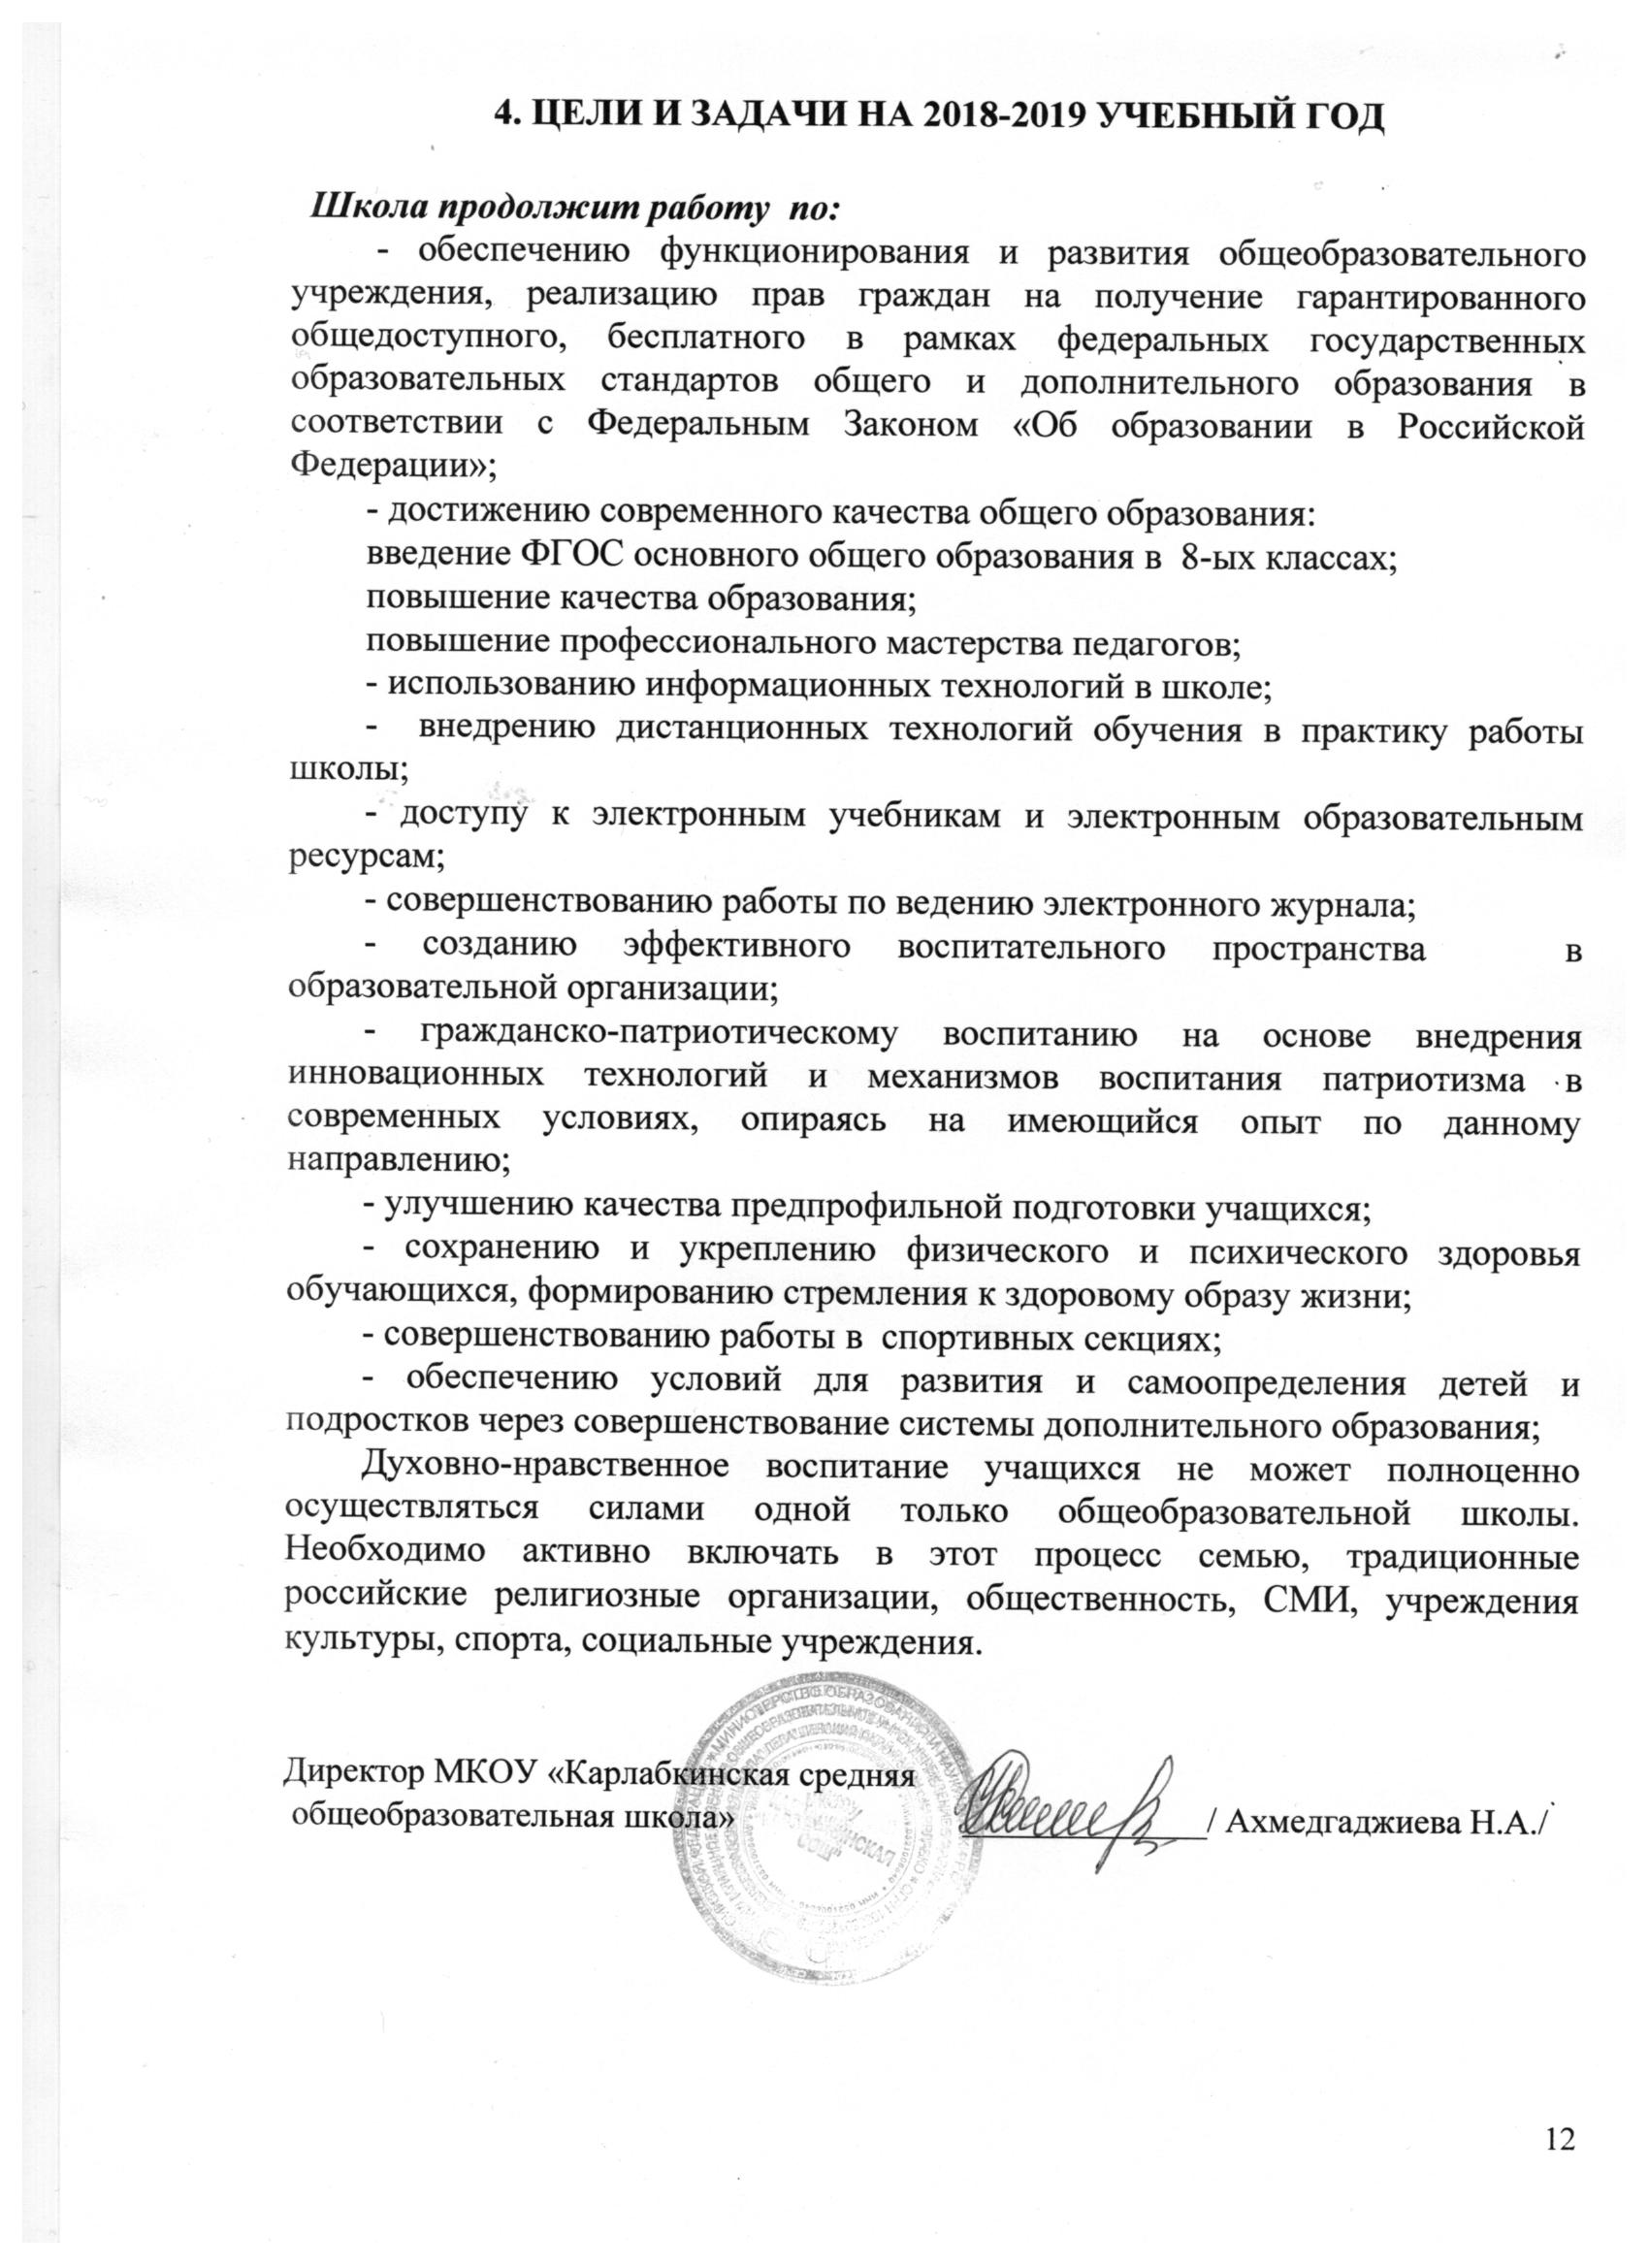 4. ЦЕЛИ И ЗАДАЧИ НА 2018-2019 УЧЕБНЫЙ ГОД
Школа продолжит работу по:
- обеспечению функционирования и развития общеобразовательного
учреждения, реализацию прав граждан на получение гарантированного
общедоступного, бесплатного в рамках федеральных государственных
образовательных стандартов общего и дополнительного образования в
соответствии с Федеральным Законом «Об образовании в Российской
Федерации»;
- достижению современного качества общего образования:
введение ФГОС основного общего образования в 8-ых классах;
повышение качества образования;
повышение профессионального мастерства педагогов;
- использованию информационных технологий в школе;
- внедрению дистанционных технологий обучения в практику работы
школы;
- доступу к электронным учебникам и электронным образовательным
ресурсам;
- совершенствованию работы по ведению электронного журнала;
- созданию эффективного воспитательного пространства в
образовательной организации;
- гражданско-патриотическому воспитанию на основе внедрения
инновационных технологий и механизмов воспитания патриотизма в
современных условиях, опираясь на имеющийся опыт по данному
направлению;
- улучшению качества предпрофильной подготовки учащихся;
- сохранению и укреплению физического и психического здоровья
обучающихся, формированию стремления к здоровому образу жизни;
- совершенствованию работы в спортивных секциях;
- обеспечению условий для развития и самоопределения детей и
подростков через совершенствование системы дополнительного образования;
Духовно-нравственное воспитание учащихся не может полноценно
осуществляться силами одной только общеобразовательной школы.
Необходимо активно включать в этот процесс семью, традиционные
российские религиозные организации, общественность, СМИ, учреждения
культуры, спорта, социальные учреждения.
МИНИСТЕРСТВО ОБРАЗОВАНИЯ И НАУКИ
Директор МКОУ «Карлабкинская средняя
общеобразовательная школа» / Ахмедгаджиева Н.А./
СОШ"
12